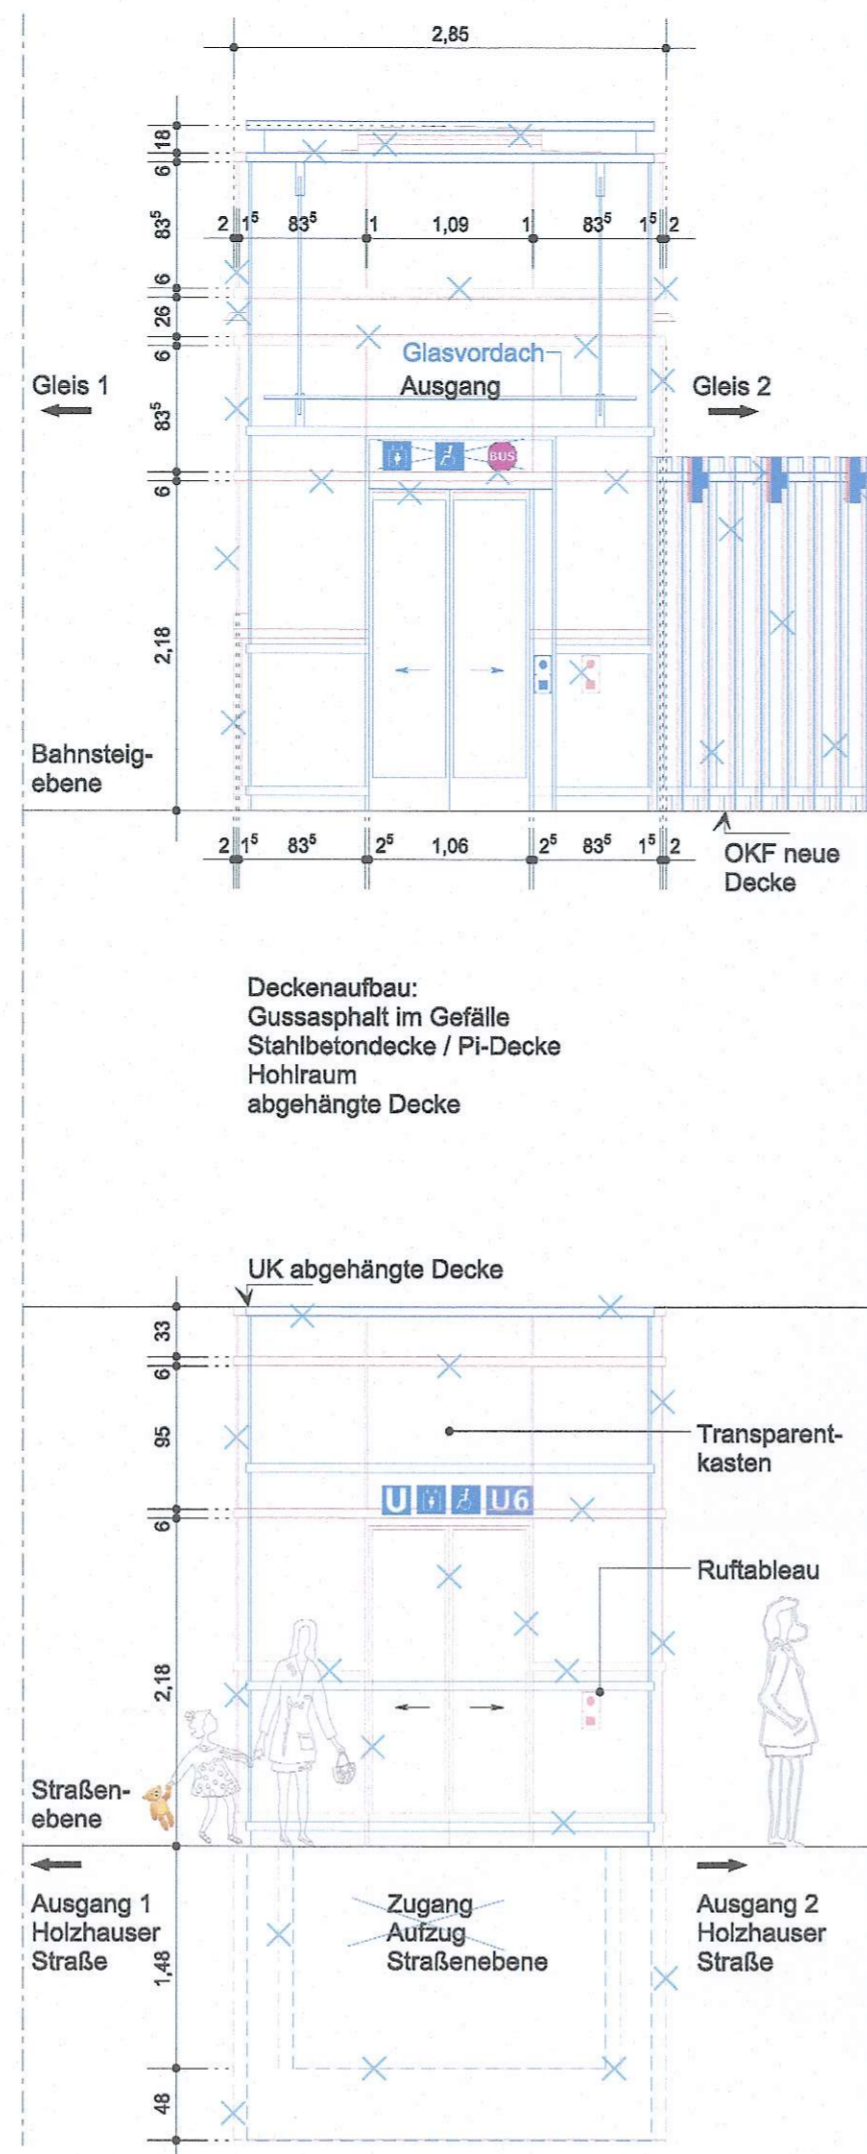 2,85
18
6
83⁵
6
26
6
83⁵
6
2,18
2 1⁵ 83⁵ 1 1,09 1 83⁵ 1⁵ 2
Glasvordach
Ausgang
Gleis 1
Gleis 2
BUS
Bahnsteig-
ebene
2 1⁵ 83⁵ 2⁵ 1,06 2⁵ 83⁵ 1⁵ 2
OKF neue
Decke
Deckenaufbau:
Gussasphalt im Gefälle
Stahlbetondecke / Pi-Decke
Hohlraum
abgehängte Decke
UK abgehängte Decke
33
6
95
6
2,18
Transparent-
kasten
U U6
Ruftableau
Straßen-
ebene
Ausgang 1
Holzhauser
Straße
Zugang
Aufzug
Straßenebene
Ausgang 2
Holzhauser
Straße
1,48
48